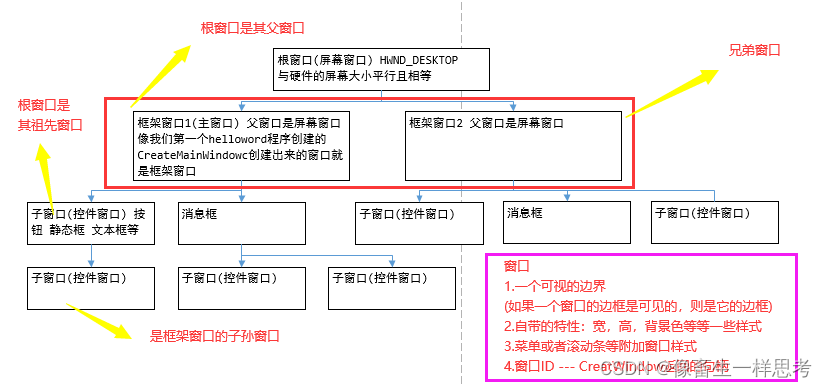 根窗口是其父窗口
兄弟窗口
根窗口(屏幕窗口) HWND_DESKTOP
与硬件的屏幕大小平行且相等
根窗口是
其祖先窗口
框架窗口1(主窗口) 父窗口是屏幕窗口
像我们第一个helloword程序创建的
CreateMainWindowc创建出来的窗口就
是框架窗口
框架窗口2 父窗口是屏幕窗口
子窗口(控件窗口) 按
钮 静态框 文本框等
消息框
子窗口(控件窗口)
消息框
子窗口(控件窗口)
子窗口(控件窗口)
子窗口(控件窗口)
子窗口(控件窗口)
是框架窗口的子孙窗口
窗口
1.一个可视的边界
(如果一个窗口的边框是可见的，则是它的边框)
2.自带的特性：宽，高，背景色等等一些样式
3.菜单或者滚动条等附加窗口样式
4.窗口ID --- CreatWindow
CSDN @像醫生一样思考